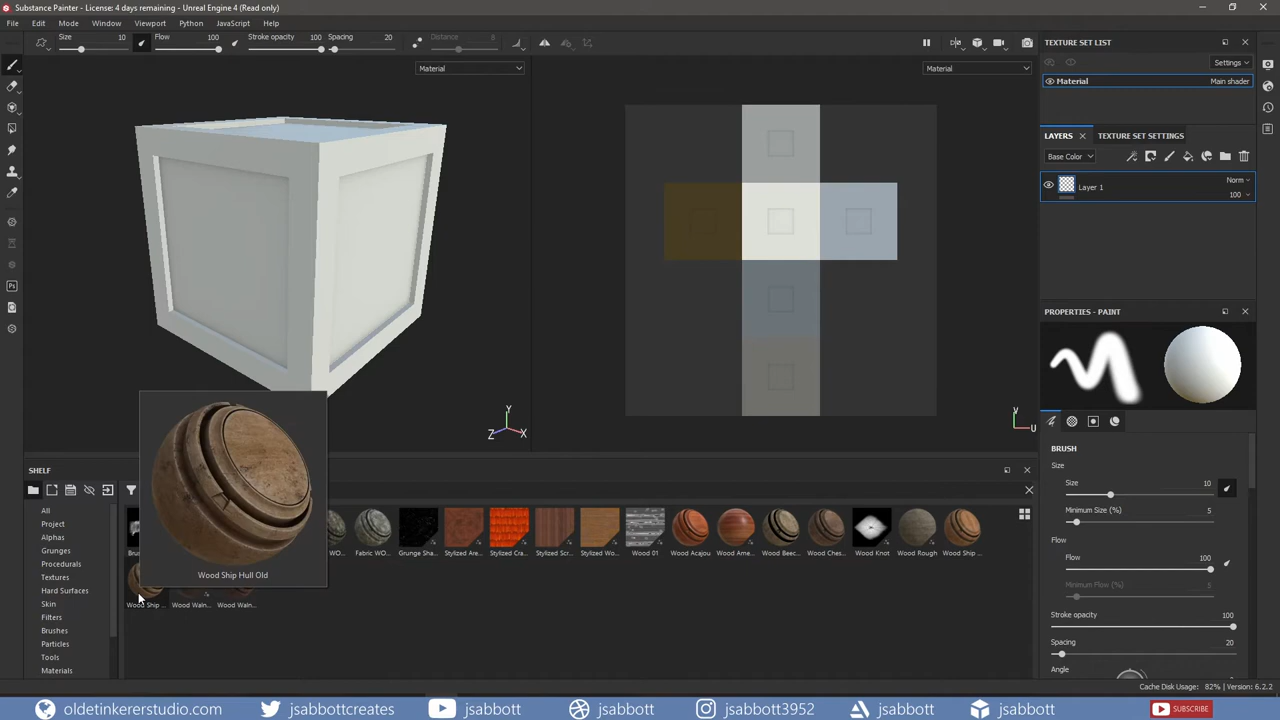 Substance Painter - License: 4 days remaining - Unreal Engine 4 (Read only)
File Edit Mode Window Viewport Python JavaScript Help
Size 10 Flow 100 Stroke opacity 100 Spacing 20 Distance 8
Material
Material
TEXTURE SET LIST
Settings
Material Main shader
LAYERS TEXTURE SET SETTINGS
Base Color
Layer 1 Norm
100
PROPERTIES - PAINT
Y
Z X
V
U
BRUSH
Size
Size 10
Minimum Size (%) 5
Flow
Flow 100
Minimum Flow (%) 5
Stroke opacity 100
Spacing 20
Angle
SHELF
All
Project
Alphas
Grunges
Procedurals
Textures
Hard Surfaces
Skin
Filters
Brushes
Particles
Tools
Materials
Fabric WO... Grunge Sha... Stylized Are... Stylized Cra... Stylized Scr... Stylized Wo... Wood 01 Wood Acajou Wood Ame... Wood Beec... Wood Ches... Wood Knot Wood Rough Wood Ship ...
Wood Ship Hull Old
Wood Ship ... Wood Waln... Wood Waln...
Cache Disk Usage: 82% | Version: 6.2.2
oldetinkererstudio.com jsabbottcreates jsabbott jsabbott jsabbott3952 jsabbott jsabbott SUBSCRIBE